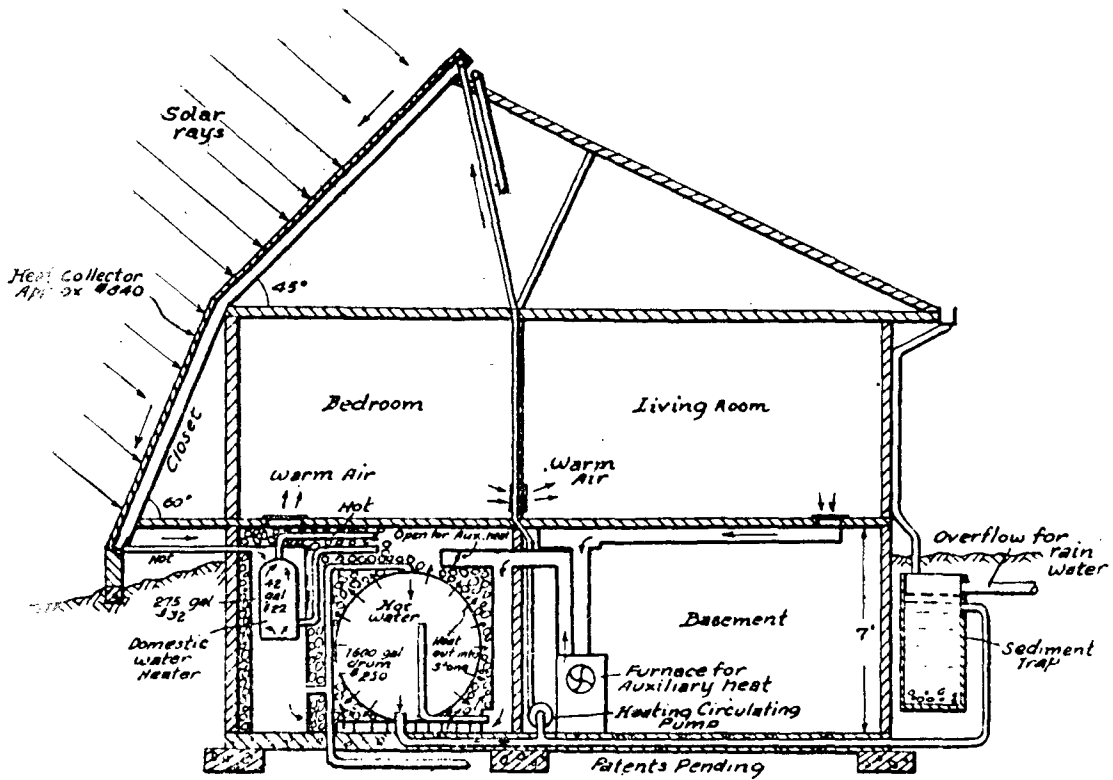 Solar
rays
Heat Collector
Approx $840
45°
Bedroom
Living Room
Closet
Warm Air
Warm
Air
60°
Hot
Open for Aux. heat
Hot
Overflow for
rain
water
275 gal
$32
42
gal
$22
Hot
Water
Heat
out into
Stone
Basement
7'
Domestic
Water
Heater
1600 gal
drum
$250
Sediment
Trap
Furnace for
Auxiliary heat
Heating Circulating
Pump
Patents Pending